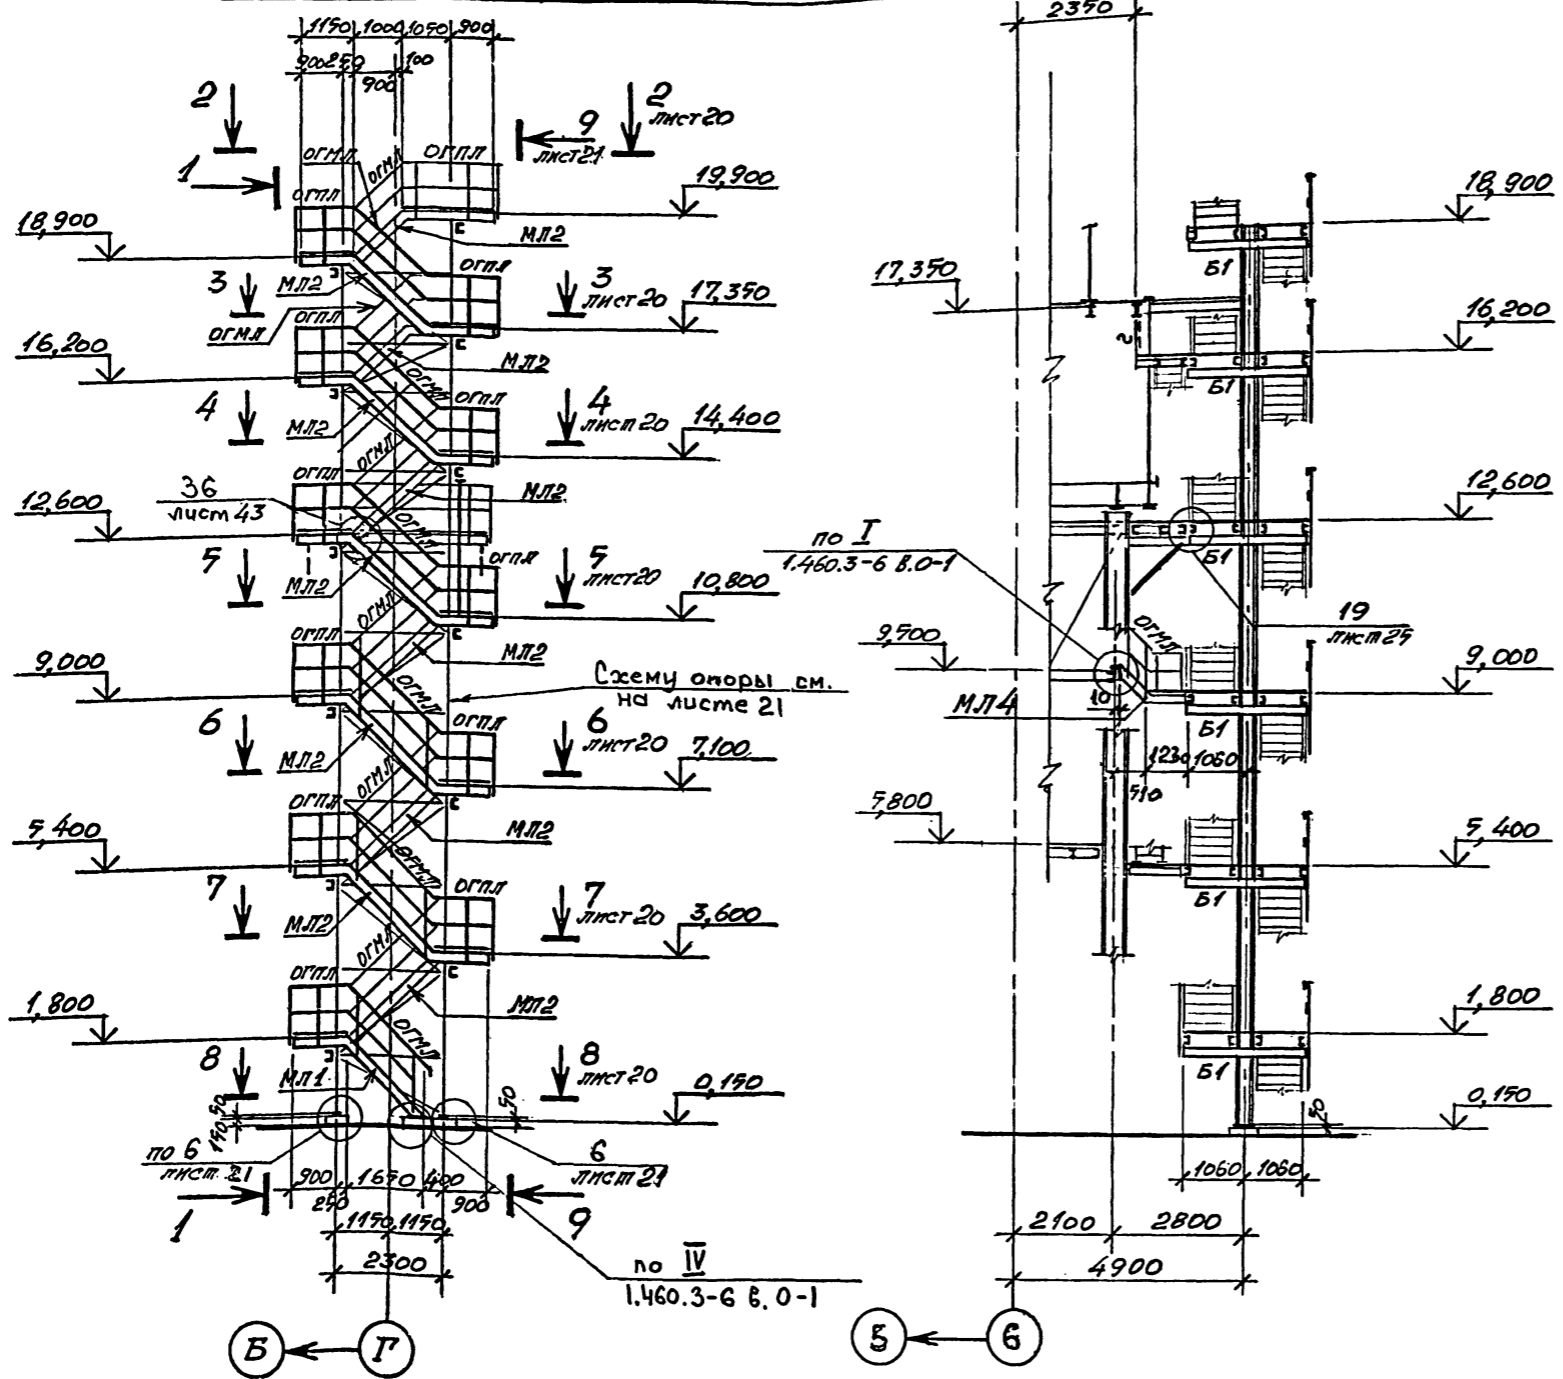 1150 1000 1050 900
900 250 900 100
2350
2
2
лист 20
9
лист 21
1
ОГМЛ
ОГМЛ
ОГПЛ
ОГПЛ
19,900
18,900
МЛ2
18,900
ОГПЛ
3
МЛ2
3
лист 20
17,350
17,350
Б1
ОГМЛ
ОГПЛ
16,200
16,200
МЛ2
2
ОГМЛ
ОГПЛ
Б1
4
МЛ2
4
лист 20
14,400
ОГМЛ
ОГПЛ
36
лист 43
МЛ2
12,600
12,600
ОГМЛ
по I
1.460.3-6 в.0-1
Б1
ОГПЛ
5
МЛ2
5
лист 20
10,800
19
лист 25
ОГМЛ
ОГПЛ
ОГМЛ
9,500
МЛ2
9,000
9,000
Схему опоры см.
на листе 21
ОГМЛ
10
МЛ4
Б1
6
МЛ2
ОГПЛ
6
лист 20
7,100
1230 1060
510
ОГМЛ
ОГПЛ
5,800
5,400
МЛ2
5,400
ОГМЛ
ОГПЛ
Б1
7
МЛ2
7
лист 20
3,600
ОГМЛ
ОГПЛ
1,800
МЛ2
1,800
ОГМЛ
8
МЛ1
8
лист 20
Б1
0,150
0,150
50
150
50
50
по 6
лист 21
6
лист 21
900 1650 400
250
900
1060 1060
1
9
1150 1150
2100 2800
2300
4900
по IV
1.460.3-6 в.0-1
Б Г
5 6